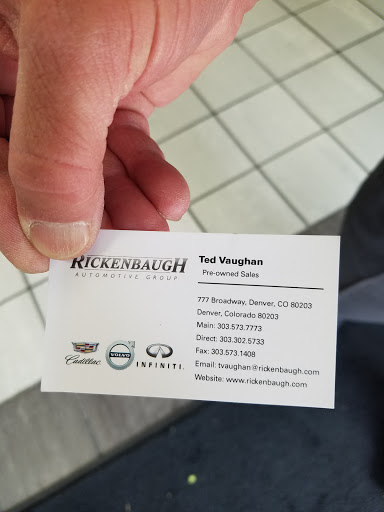 RICKENBAUGH
AUTOMOTIVE GROUP
Cadillac
VOLVO
INFINITI.
Ted Vaughan
Pre-owned Sales
777 Broadway, Denver, CO 80203
Denver, Colorado 80203
Main: 303.573.7773
Direct: 303.302.5733
Fax: 303.573.1408
Email: tvaughan@rickenbaugh.com
Website: www.rickenbaugh.com